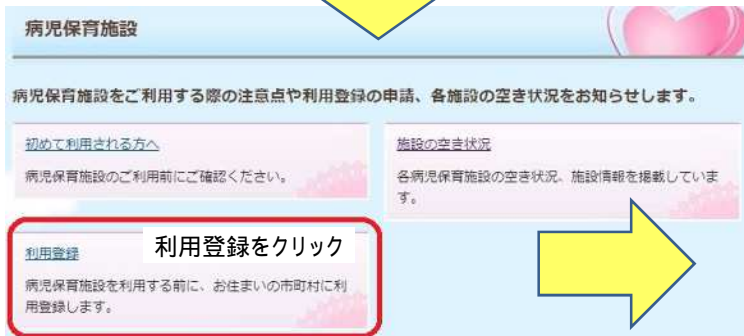 病児保育施設
病児保育施設をご利用する際の注意点や利用登録の申請、各施設の空き状況をお知らせします。
初めて利用される方へ
病児保育施設のご利用前にご確認ください。
施設の空き状況
各病児保育施設の空き状況、施設情報を掲載していま
す。
利用登録
利用登録をクリック
病児保育施設を利用する前に、お住まいの市町村に利
用登録します。